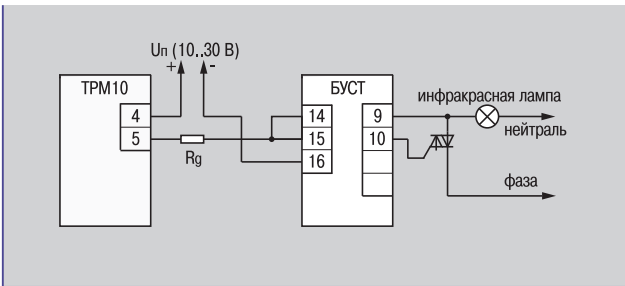 Uп (10..30 В)
+
-
ТРМ10
4
5
Rg
БУСТ
14
15
16
9
10
инфракрасная лампа
нейтраль
фаза